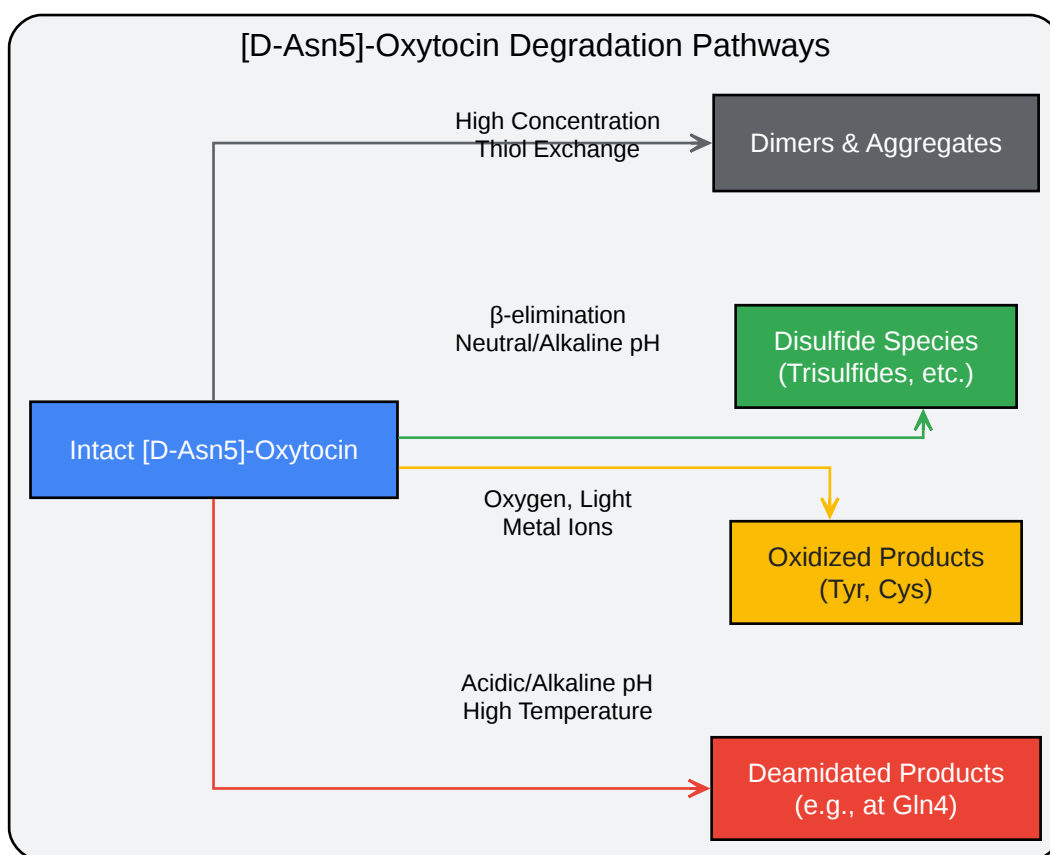 [D-Asn5]-Oxytocin Degradation Pathways
High Concentration
Thiol Exchange
Dimers & Aggregates
β-elimination
Neutral/Alkaline pH
Disulfide Species
(Trisulfides, etc.)
Intact [D-Asn5]-Oxytocin
Oxygen, Light
Metal Ions
Oxidized Products
(Tyr, Cys)
Acidic/Alkaline pH
High Temperature
Deamidated Products
(e.g., at Gln4)